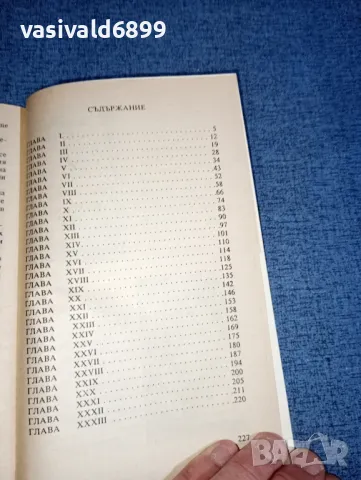 vasivald6899
СЪДЪРЖАНИЕ
ГЛАВА I. 5
ГЛАВА II 12
ГЛАВА III 19
ГЛАВА IV 28
ГЛАВА V 34
ГЛАВА VI 43
ГЛАВА VII 52
ГЛАВА VIII 58
ГЛАВА IX 66
ГЛАВА X 74
ГЛАВА XI 83
ГЛАВА XII 90
ГЛАВА XIII 97
ГЛАВА XIV 101
ГЛАВА XV 110
ГЛАВА XVI 114
ГЛАВА XVII 118
ГЛАВА XVIII 125
ГЛАВА XIX 135
ГЛАВА XX 142
ГЛАВА XXI 146
ГЛАВА XXII 153
ГЛАВА XXIII 158
ГЛАВА XXIV 162
ГЛАВА XXV 169
ГЛАВА XXVI 175
ГЛАВА XXVII 180
ГЛАВА XXVIII 187
ГЛАВА XXIX 194
ГЛАВА XXX 200
ГЛАВА XXXI 205
ГЛАВА XXXII 211
ГЛАВА XXXIII 220
227
bazar